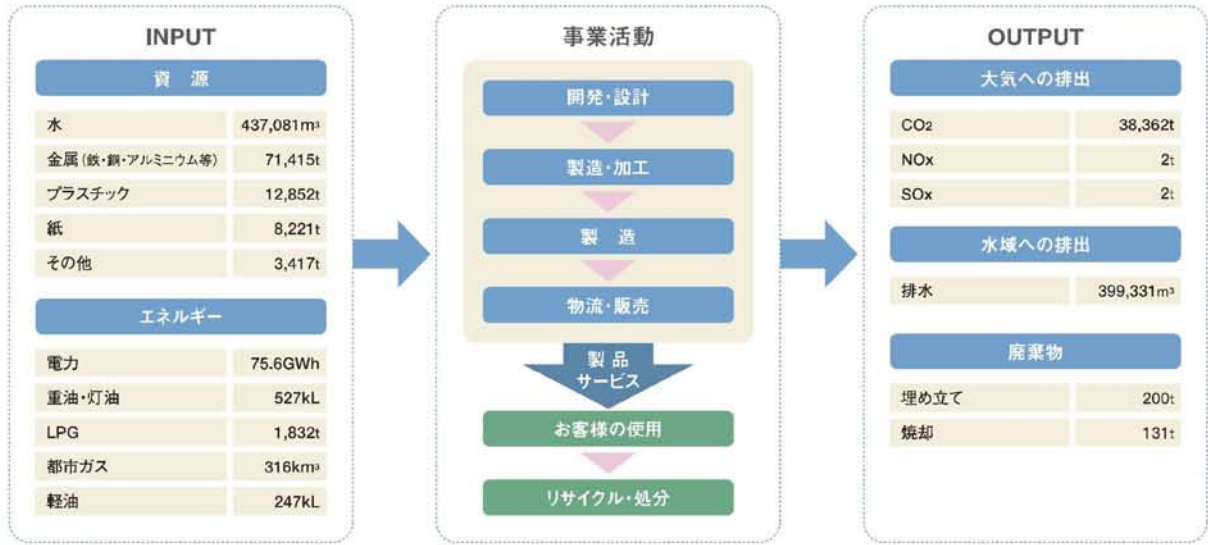 INPUT
資 源
水 437,081m³
金属(鉄・銅・アルミニウム等) 71,415t
プラスチック 12,852t
紙 8,221t
その他 3,417t
エネルギー
電力 75.6GWh
重油・灯油 527kL
LPG 1,832t
都市ガス 316km³
軽油 247kL
事業活動
開発・設計
製造・加工
製 造
物流・販売
製品
サービス
お客様の使用
リサイクル・処分
OUTPUT
大気への排出
CO₂ 38,362t
NOx 2t
SOx 2t
水域への排出
排水 399,331m³
廃棄物
埋め立て 200t
焼却 131t